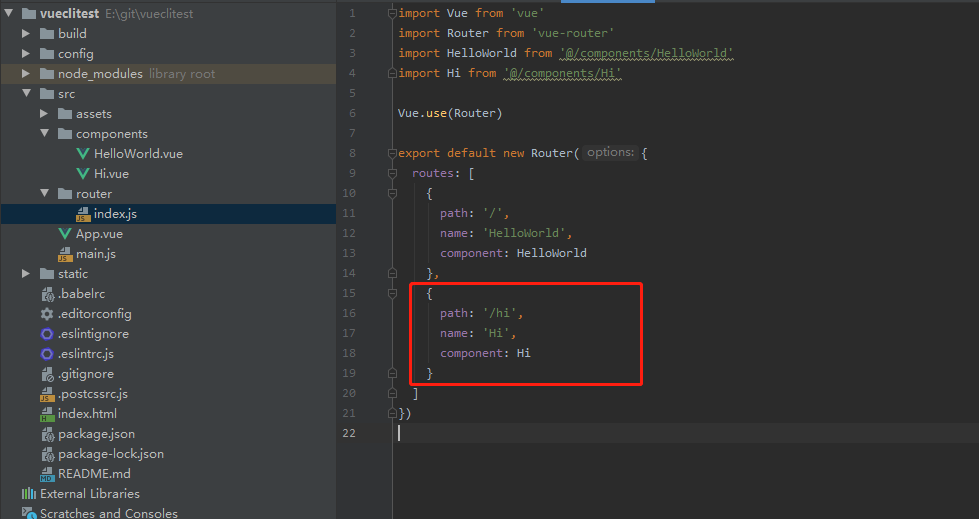 vueclitest E:\git\vueclitest
build
config
node_modules library root
src
assets
components
HelloWorld.vue
Hi.vue
router
index.js
App.vue
main.js
static
.babelrc
.editorconfig
.eslintignore
.eslintrc.js
.gitignore
.postcssrc.js
index.html
package.json
package-lock.json
README.md
External Libraries
Scratches and Consoles
1 import Vue from 'vue'
2 import Router from 'vue-router'
3 import HelloWorld from '@/components/HelloWorld'
4 import Hi from '@/components/Hi'
5
6 Vue.use(Router)
7
8 export default new Router( options: {
9   routes: [
10     {
11       path: '/',
12       name: 'HelloWorld',
13       component: HelloWorld
14     },
15     {
16       path: '/hi',
17       name: 'Hi',
18       component: Hi
19     }
20   ]
21 })
22